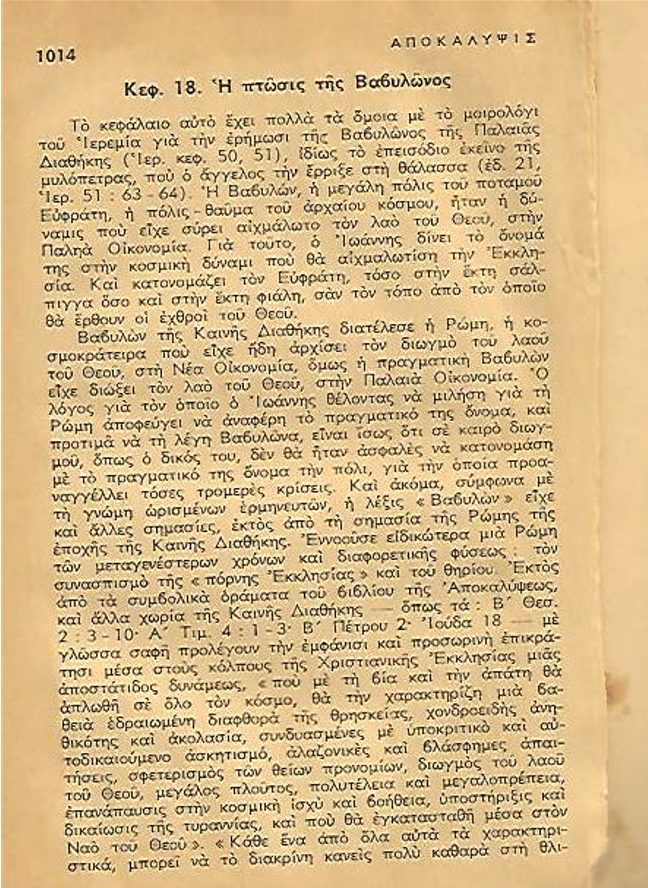 1014
ΑΠΟΚΑΛΥΨΙΣ
Κεφ. 18. Ἡ πτῶσις τῆς Βαβυλῶνος
Τὸ κεφάλαιο αὐτὸ ἔχει πολλὰ τὰ ὅμοια μὲ τὸ μοιρολόγι
τοῦ Ἱερεμία γιὰ τὴν ἐρήμωσι τῆς Βαβυλῶνος τῆς Παλαιᾶς
Διαθήκης (Ἱερ. κεφ. 50, 51), ἰδίως τὸ ἐπεισόδιο ἐκεῖνο τῆς
μυλόπετρας, ποὺ ὁ ἄγγελος τὴν ἔρριξε στὴ θάλασσα (ἐδ. 21,
Ἱερ. 51 : 63 - 64). Ἡ Βαβυλών, ἡ μεγάλη πόλις τοῦ ποταμοῦ
Εὐφράτη, ἡ πόλις - θαῦμα τοῦ ἀρχαίου κόσμου, ἦταν ἡ δύ-
ναμις ποὺ εἶχε σύρει αἰχμάλωτο τὸν λαὸ τοῦ Θεοῦ, στὴν
Παληὰ Οἰκονομία. Γιὰ τοῦτο, ὁ Ἰωάννης δίνει τὸ ὄνομά
της στὴν κοσμικὴ δύναμι ποὺ θὰ αἰχμαλωτίση τὴν Ἐκκλη-
σία. Καὶ κατονομάζει τὸν Εὐφράτη, τόσο στὴν ἕκτη σάλ-
πιγγα ὅσο καὶ στὴν ἕκτη φιάλη, σὰν τὸν τόπο ἀπὸ τὸν ὁποῖο
θὰ ἔρθουν οἱ ἐχθροὶ τοῦ Θεοῦ.
Βαβυλὼν τῆς Καινῆς Διαθήκης διατέλεσε ἡ Ρώμη, ἡ κο-
σμοκράτειρα ποὺ εἶχε ἤδη ἀρχίσει τὸν διωγμὸ τοῦ λαοῦ
τοῦ Θεοῦ, στὴ Νέα Οἰκονομία, ὅμως ἡ πραγματικὴ Βαβυλὼν
εἶχε διώξει τὸν λαὸ τοῦ Θεοῦ, στὴν Παλαιὰ Οἰκονομία. Ὁ
λόγος γιὰ τὸν ὁποῖο ὁ Ἰωάννης θέλοντας νὰ μιλήση γιὰ τὴ
Ρώμη ἀποφεύγει νὰ ἀναφέρη τὸ πραγματικό της ὄνομα, καὶ
προτιμᾶ νὰ τὴ λέγη Βαβυλῶνα, εἶναι ἴσως ὅτι σὲ καιρὸ διωγ-
μοῦ, ὅπως ὁ δικός του, δὲν θὰ ἦταν ἀσφαλὲς νὰ κατονομάση
μὲ τὸ πραγματικό της ὄνομα τὴν πόλι, γιὰ τὴν ὁποία προα-
ναγγέλλει τόσες τρομερὲς κρίσεις. Καὶ ἀκόμα, σύμφωνα μὲ
τὴ γνώμη ὡρισμένων ἑρμηνευτῶν, ἡ λέξις «Βαβυλὼν» εἶχε
καὶ ἄλλες σημασίες, ἐκτὸς ἀπὸ τὴ σημασία τῆς Ρώμης τῆς
ἐποχῆς τῆς Καινῆς Διαθήκης. Ἐννοοῦσε εἰδικώτερα μιὰ Ρώμη
τῶν μεταγενέστερων χρόνων καὶ διαφορετικῆς φύσεως : τὸν
συνασπισμὸ τῆς «πόρνης Ἐκκλησίας» καὶ τοῦ θηρίου. Ἐκτὸς
ἀπὸ τὰ συμβολικὰ ὁράματα τοῦ βιβλίου τῆς Ἀποκαλύψεως,
καὶ ἄλλα χωρία τῆς Καινῆς Διαθήκης — ὅπως τά : Β΄ Θεσ.
2 : 3 - 10· Α΄ Τιμ. 4 : 1 - 3· Β΄ Πέτρου 2· Ἰούδα 18 — μὲ
γλῶσσα σαφῆ προλέγουν τὴν ἐμφάνισι καὶ προσωρινὴ ἐπικρά-
τησι μέσα στοὺς κόλπους τῆς Χριστιανικῆς Ἐκκλησίας μιᾶς
ἀποστάτιδος δυνάμεως, «ποὺ μὲ τὴ βία καὶ τὴν ἀπάτη θὰ
ἁπλωθῆ σὲ ὅλο τὸν κόσμο, θὰ τὴν χαρακτηρίζη μιὰ βα-
θειὰ ἑδραιωμένη διαφθορὰ τῆς θρησκείας, χονδροειδὴς ἀνη-
θικότης καὶ ἀκολασία, συνδυασμένες μὲ ὑποκριτικὸ καὶ αὐ-
τοδικαιούμενο ἀσκητισμό, ἀλαζονικὲς καὶ βλάσφημες ἀπαι-
τήσεις, σφετερισμὸς τῶν θείων προνομίων, διωγμὸς τοῦ λαοῦ
τοῦ Θεοῦ, μεγάλος πλοῦτος, πολυτέλεια καὶ μεγαλοπρέπεια,
ἐπανάπαυσις στὴν κοσμικὴ ἰσχὺ καὶ βοήθεια, ὑποστήριξις καὶ
δικαίωσις τῆς τυραννίας, καὶ ποὺ θὰ ἐγκατασταθῆ μέσα στὸν
Ναὸ τοῦ Θεοῦ». «Κάθε ἕνα ἀπὸ ὅλα αὐτὰ τὰ χαρακτηρι-
στικά, μπορεῖ νὰ τὸ διακρίνη κανεὶς πολὺ καθαρὰ στὴ θλι-